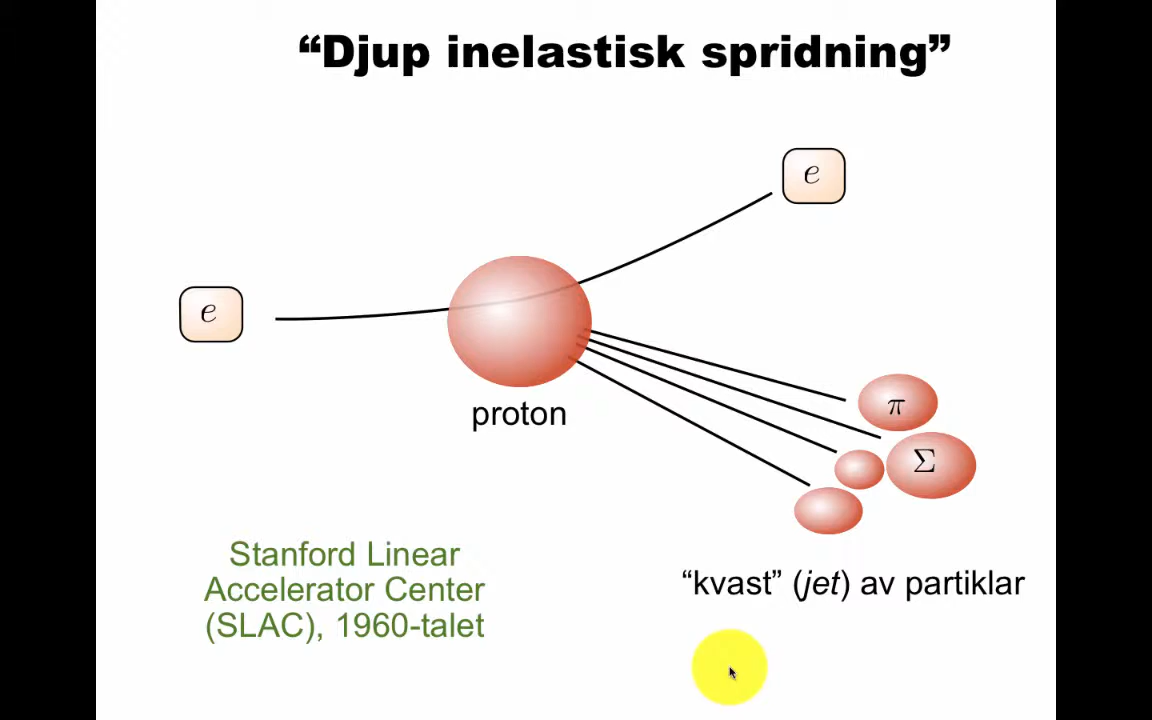 “Djup inelastisk spridning”
e
e
proton
π
Σ
Stanford Linear
Accelerator Center
(SLAC), 1960-talet
“kvast” (jet) av partiklar